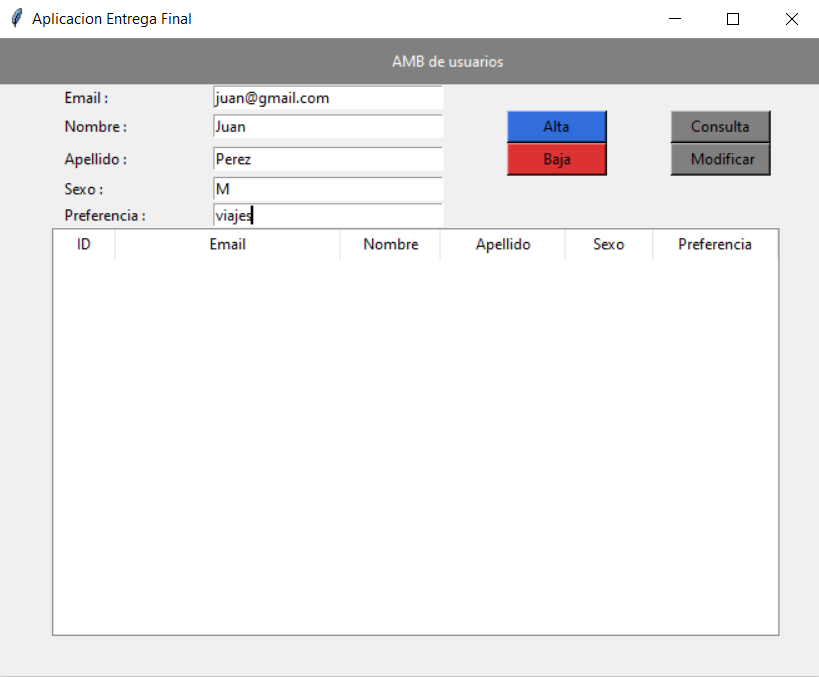 Aplicacion Entrega Final
AMB de usuarios
Email : juan@gmail.com
Nombre : Juan Alta Consulta
Apellido : Perez Baja Modificar
Sexo : M
Preferencia : viajes
ID Email Nombre Apellido Sexo Preferencia